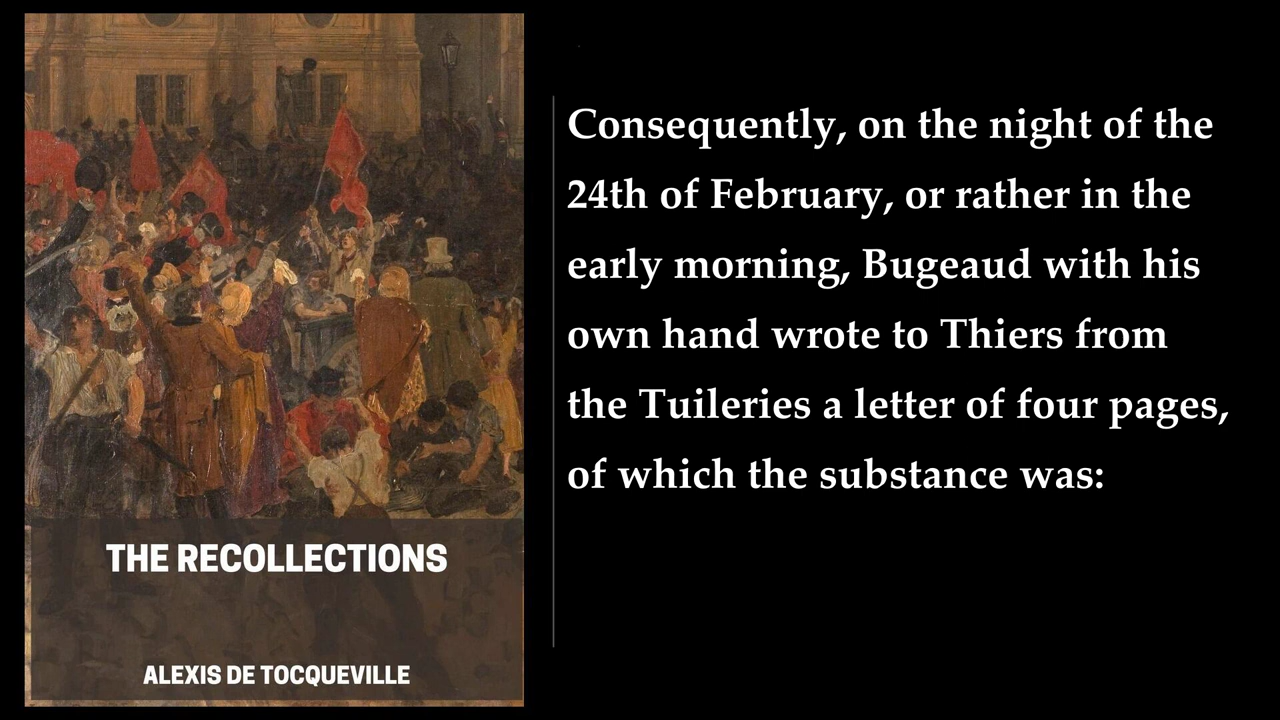 THE RECOLLECTIONS
ALEXIS DE TOCQUEVILLE
Consequently, on the night of the
24th of February, or rather in the
early morning, Bugeaud with his
own hand wrote to Thiers from
the Tuileries a letter of four pages,
of which the substance was: